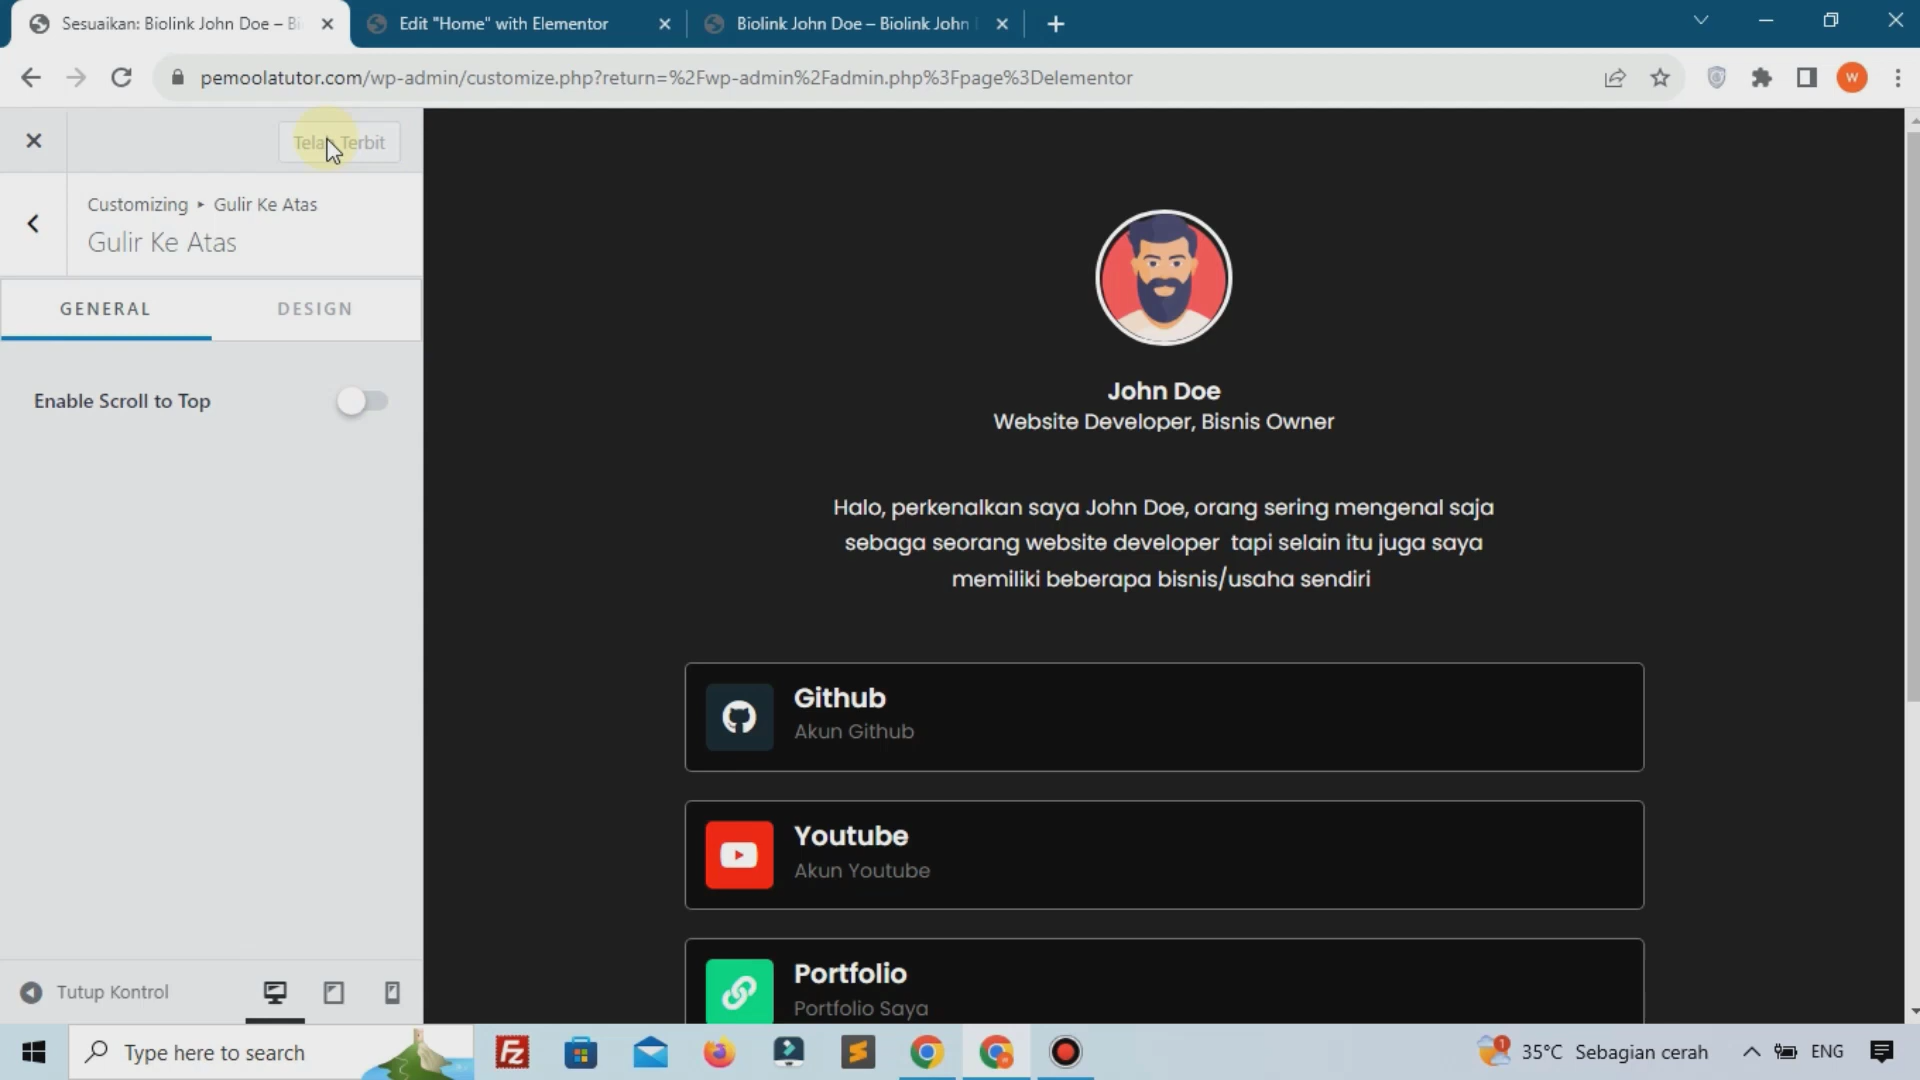 Sesuaikan: Biolink John Doe – Bi
Edit "Home" with Elementor
Biolink John Doe – Biolink John
pemoolatutor.com/wp-admin/customize.php?return=%2Fwp-admin%2Fadmin.php%3Fpage%3Delementor
W
Telah Terbit
Customizing ▸ Gulir Ke Atas
Gulir Ke Atas
GENERAL
DESIGN
Enable Scroll to Top
John Doe
Website Developer, Bisnis Owner
Halo, perkenalkan saya John Doe, orang sering mengenal saja
sebaga seorang website developer tapi selain itu juga saya
memiliki beberapa bisnis/usaha sendiri
Github
Akun Github
Youtube
Akun Youtube
Portfolio
Portfolio Saya
Tutup Kontrol
Type here to search
Fz
1
35°C Sebagian cerah
ENG